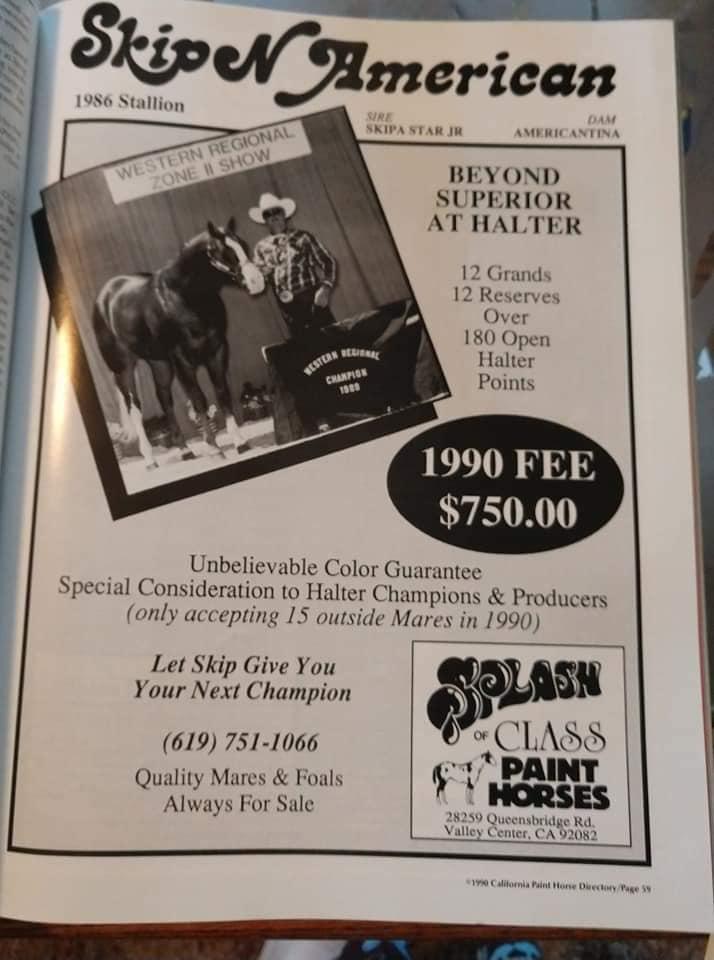 Skip N American
1986 Stallion
SIRE
SKIPA STAR JR
DAM
AMERICANTINA
WESTERN REGIONAL
ZONE II SHOW
WESTERN REGIONAL
CHAMPION
1989
BEYOND
SUPERIOR
AT HALTER
12 Grands
12 Reserves
Over
180 Open
Halter
Points
1990 FEE
$750.00
Unbelievable Color Guarantee
Special Consideration to Halter Champions & Producers
(only accepting 15 outside Mares in 1990)
Let Skip Give You
Your Next Champion
(619) 751-1066
Quality Mares & Foals
Always For Sale
SPLASH
OF CLASS
PAINT
HORSES
28259 Queensbridge Rd.
Valley Center, CA 92082
©1990 California Paint Horse Directory/Page 59